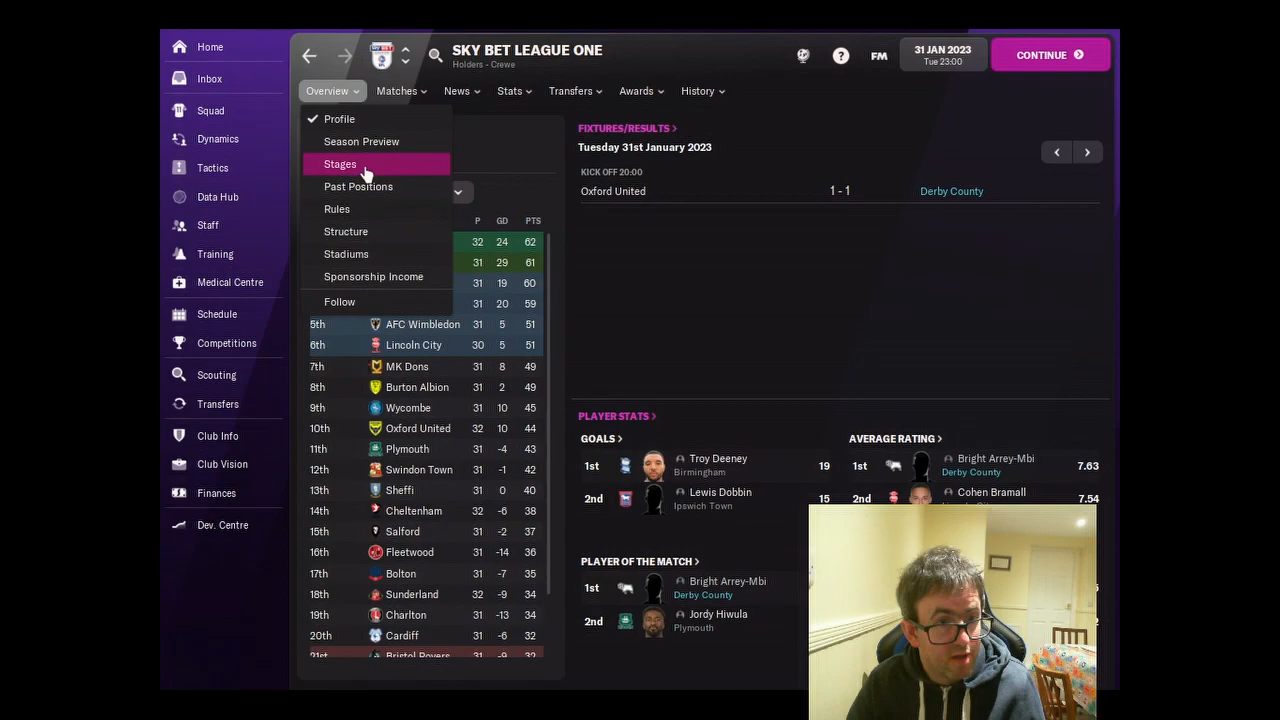 Home
Inbox
Squad
Dynamics
Tactics
Data Hub
Staff
Training
Medical Centre
Schedule
Competitions
Scouting
Transfers
Club Info
Club Vision
Finances
Dev. Centre
SKY BET LEAGUE ONE
Holders - Crewe
FM
31 JAN 2023
Tue 23:00
CONTINUE
Overview Matches News Stats Transfers Awards History
Profile
Season Preview
Stages
Past Positions
Rules
Structure
Stadiums
Sponsorship Income
Follow
P GD PTS
32 24 62
31 29 61
31 19 60
31 20 59
5th AFC Wimbledon 31 5 51
6th Lincoln City 30 5 51
7th MK Dons 31 8 49
8th Burton Albion 31 2 49
9th Wycombe 31 10 45
10th Oxford United 32 10 44
11th Plymouth 31 -4 43
12th Swindon Town 31 -1 42
13th Sheffi 31 0 40
14th Cheltenham 32 -6 38
15th Salford 31 -2 37
16th Fleetwood 31 -14 36
17th Bolton 31 -7 35
18th Sunderland 32 -9 34
19th Charlton 31 -13 34
20th Cardiff 31 -6 32
21st Bristol Rovers 31 -9 32
FIXTURES/RESULTS
Tuesday 31st January 2023
KICK OFF 20:00
Oxford United 1 - 1 Derby County
PLAYER STATS
GOALS
1st Troy Deeney 19
Birmingham
2nd Lewis Dobbin 15
Ipswich Town
AVERAGE RATING
1st Bright Arrey-Mbi 7.63
Derby County
2nd Cohen Bramall 7.54
PLAYER OF THE MATCH
1st Bright Arrey-Mbi
Derby County
2nd Jordy Hiwula
Plymouth